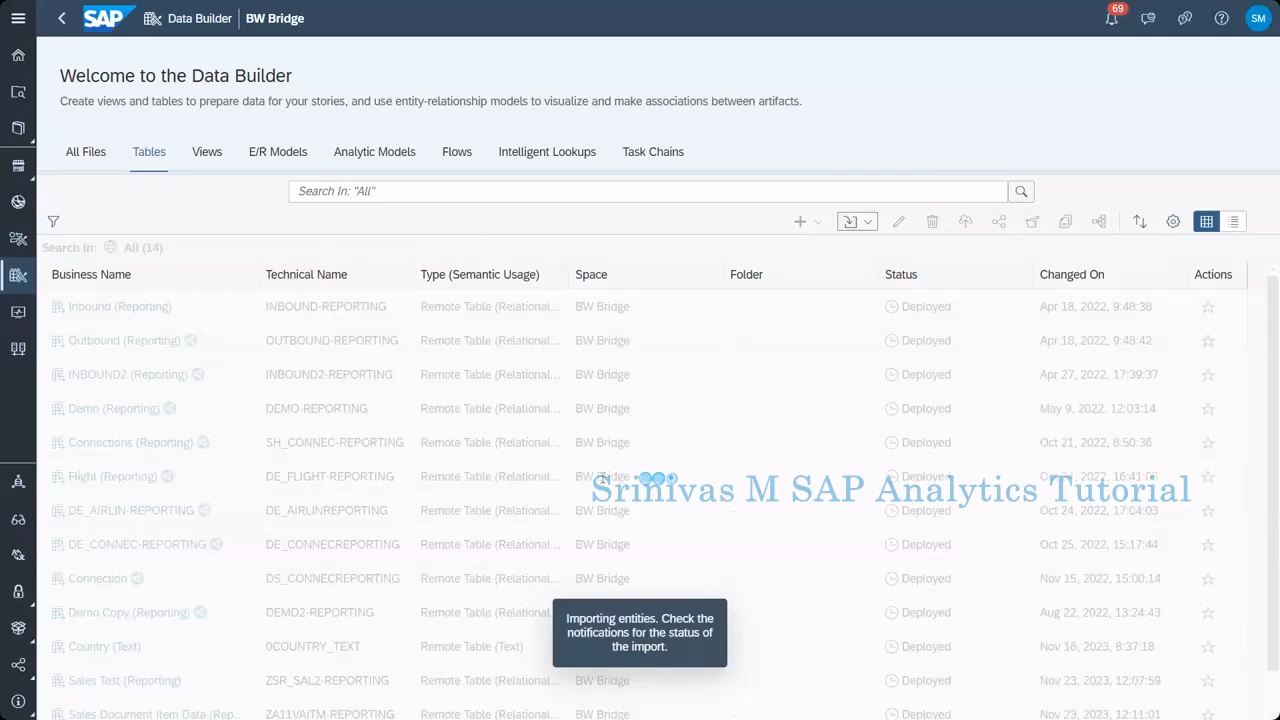 SAP Data Builder BW Bridge 69 SM
Welcome to the Data Builder
Create views and tables to prepare data for your stories, and use entity-relationship models to visualize and make associations between artifacts.
All Files Tables Views E/R Models Analytic Models Flows Intelligent Lookups Task Chains
Search In: "All"
Search In: All (14)
Business Name Technical Name Type (Semantic Usage) Space Folder Status Changed On Actions
Inbound (Reporting) INBOUND-REPORTING Remote Table (Relational... BW Bridge Deployed Apr 18, 2022, 9:48:38
Outbound (Reporting) OUTBOUND-REPORTING Remote Table (Relational... BW Bridge Deployed Apr 18, 2022, 9:48:42
INBOUND2 (Reporting) INBOUND2-REPORTING Remote Table (Relational... BW Bridge Deployed Apr 27, 2022, 17:39:37
Demo (Reporting) DEMO-REPORTING Remote Table (Relational... BW Bridge Deployed May 9, 2022, 12:03:14
Connections (Reporting) SH_CONNEC-REPORTING Remote Table (Relational... BW Bridge Deployed Oct 21, 2022, 8:50:36
Flight (Reporting) DE_FLIGHT-REPORTING Remote Table (Relational... BW Bridge Deployed 2022, 16:41:
Srinivas M SAP Analytics Tutorial
DE_AIRLIN-REPORTING DE_AIRLINREPORTING Remote Table (Relational... BW Bridge Deployed Oct 24, 2022, 17:04:03
DE_CONNEC-REPORTING DE_CONNECREPORTING Remote Table (Relational... BW Bridge Deployed Oct 25, 2022, 15:17:44
Connection DS_CONNECREPORTING Remote Table (Relational... BW Bridge Deployed Nov 15, 2022, 15:00:14
Demo Copy (Reporting) DEMO2-REPORTING Remote Table (Relational... BW Bridge Deployed Aug 22, 2022, 13:24:43
Country (Text) 0COUNTRY_TEXT Remote Table (Text) Deployed Nov 16, 2023, 8:37:18
Sales Test (Reporting) ZSR_SAL2-REPORTING Remote Table (Relational... BW Bridge Deployed Nov 23, 2023, 12:07:59
Sales Document Item Data (Rep... ZA11VAITM-REPORTING Remote Table (Relational... BW Bridge Deployed Nov 23, 2023, 12:11:01
Importing entities. Check the
notifications for the status of
the import.